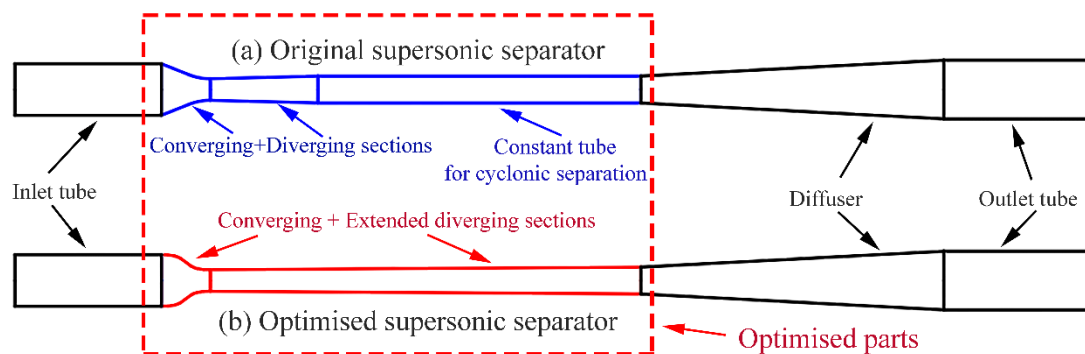 (a) Original supersonic separator
Converging+Diverging sections
Constant tube
for cyclonic separation
Inlet tube
Diffuser
Outlet tube
Converging + Extended diverging sections
(b) Optimised supersonic separator
Optimised parts